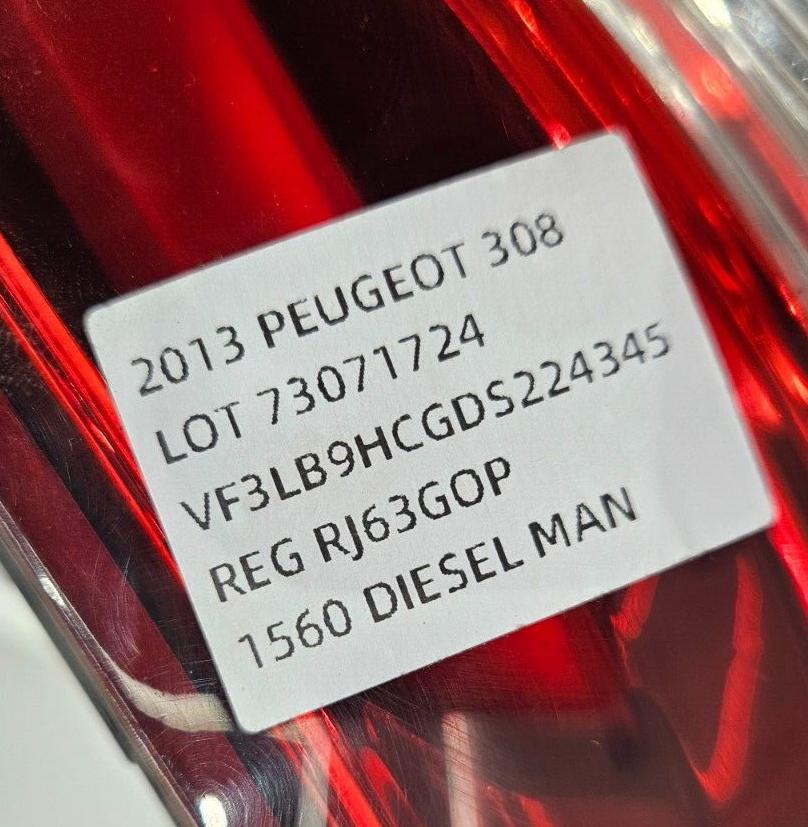 2013 PEUGEOT 308
LOT 73071724
VF3LB9HCGDS224345
REG RJ63GOP
1560 DIESEL MAN